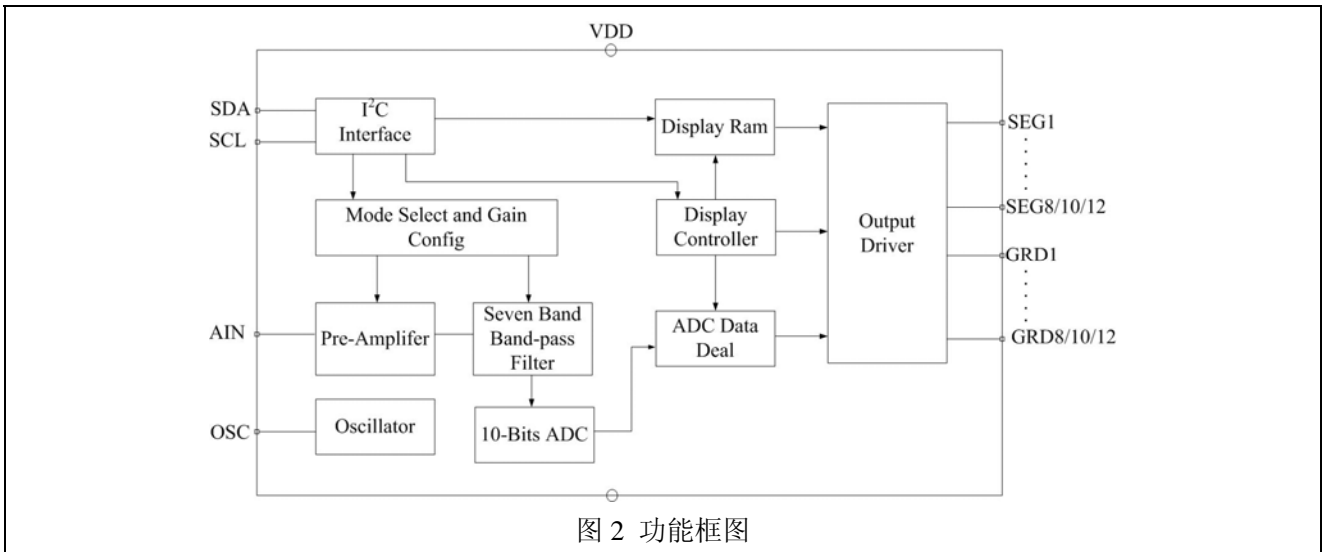 VDD
SDA
SCL
I²C
Interface
Display Ram
SEG1
SEG8/10/12
Mode Select and Gain
Config
Display
Controller
Output
Driver
GRD1
GRD8/10/12
AIN
Pre-Amplifer
Seven Band
Band-pass
Filter
ADC Data
Deal
OSC
Oscillator
10-Bits ADC
图 2 功能框图